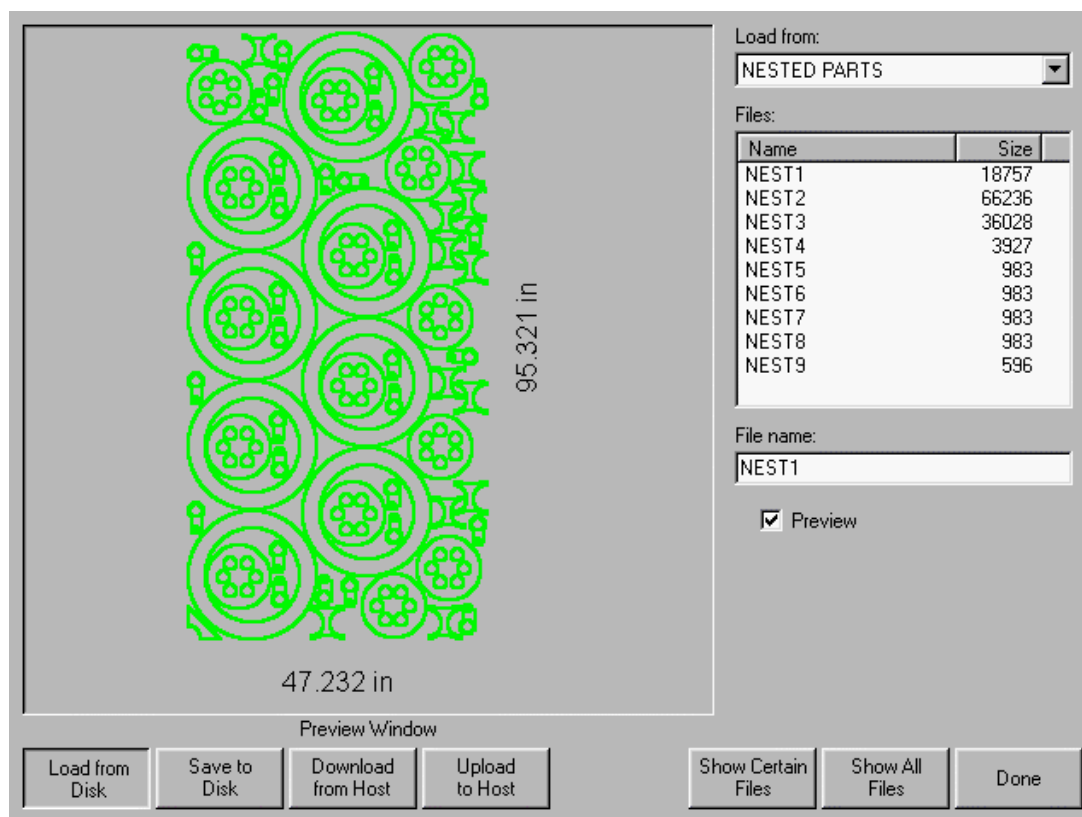 Load from:
NESTED PARTS
Files:
Name Size
NEST1 18757
NEST2 66236
NEST3 36028
NEST4 3927
NEST5 983
NEST6 983
NEST7 983
NEST8 983
NEST9 596
File name:
NEST1
Preview
95.321 in
47.232 in
Preview Window
Load from
Disk
Save to
Disk
Download
from Host
Upload
to Host
Show Certain
Files
Show All
Files
Done